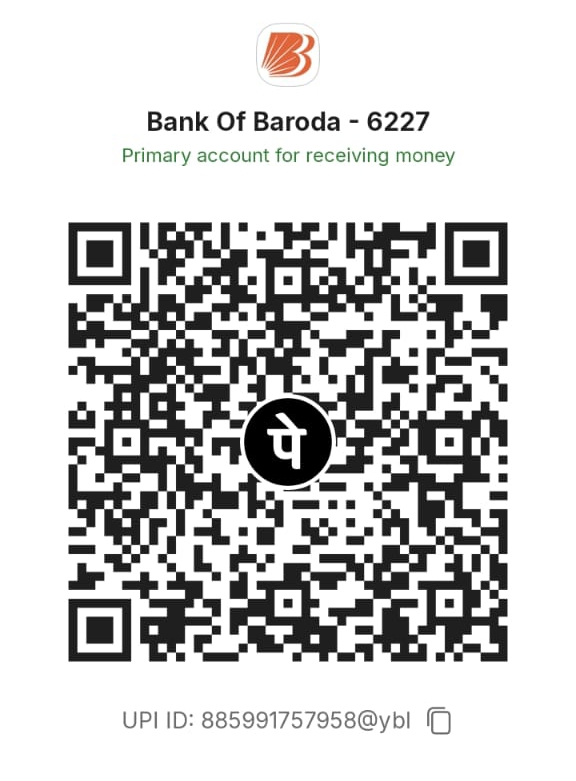 Bank Of Baroda - 6227
Primary account for receiving money
पे
UPI ID: 885991757958@ybl